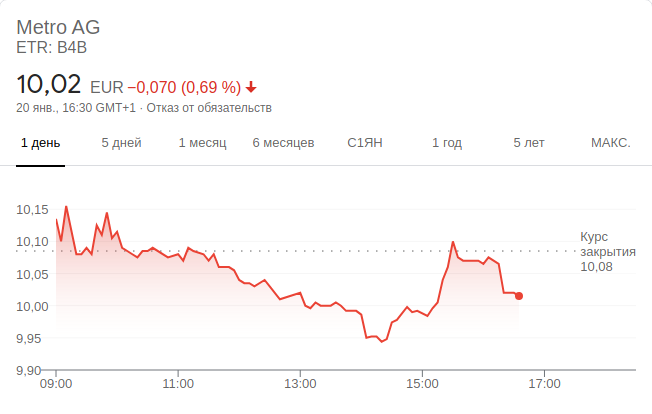 Metro AG
ETR: B4B
10,02 EUR −0,070 (0,69 %)
20 янв., 16:30 GMT+1 · Отказ от обязательств
1 день 5 дней 1 месяц 6 месяцев С1ЯН 1 год 5 лет МАКС.
10,15
10,10
10,05
10,00
9,95
9,90
Курс
закрытия
10,08
09:00 11:00 13:00 15:00 17:00